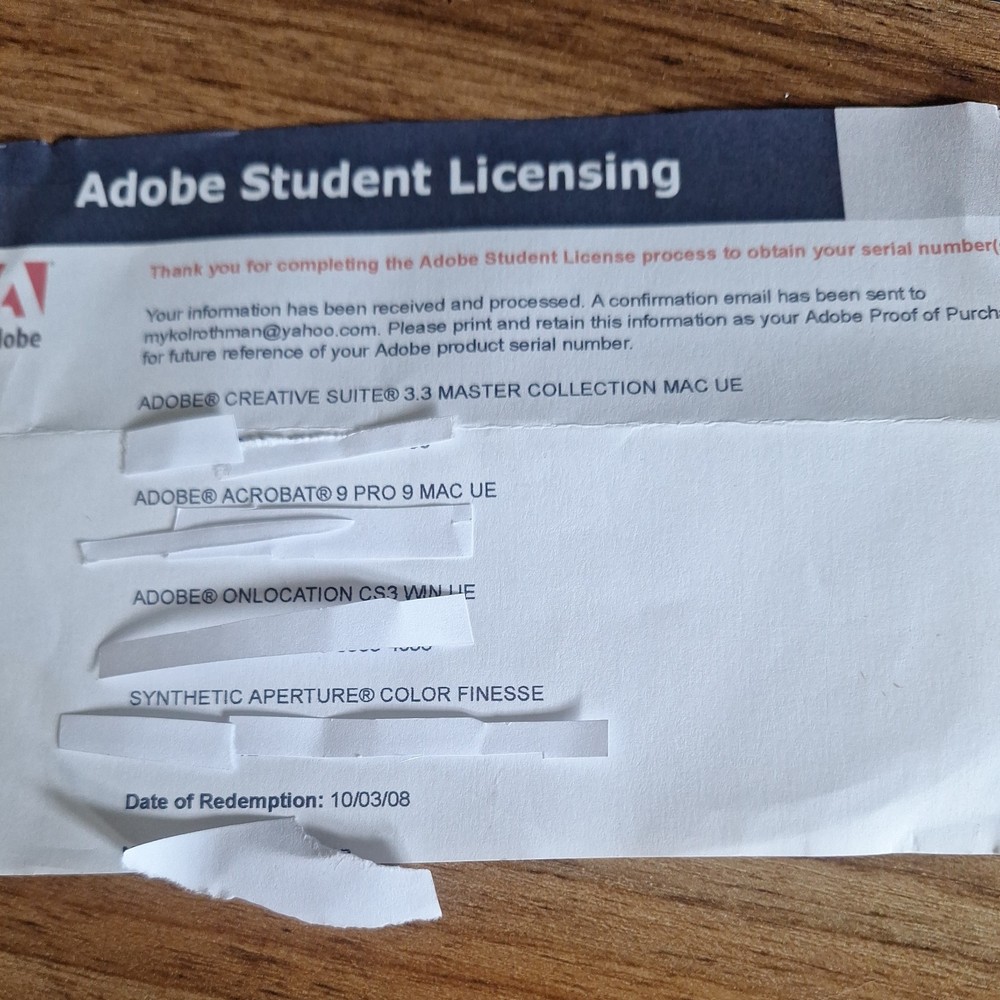 Adobe Student Licensing
Thank you for completing the Adobe Student License process to obtain your serial number(
Your information has been received and processed. A confirmation email has been sent to
mykolrothman@yahoo.com. Please print and retain this information as your Adobe Proof of Purch
for future reference of your Adobe product serial number.
dobe
ADOBE® CREATIVE SUITE® 3.3 MASTER COLLECTION MAC UE
ADOBE® ACROBAT® 9 PRO 9 MAC UE
ADOBE® ONLOCATION CS3 WIN UE
SYNTHETIC APERTURE® COLOR FINESSE
Date of Redemption: 10/03/08